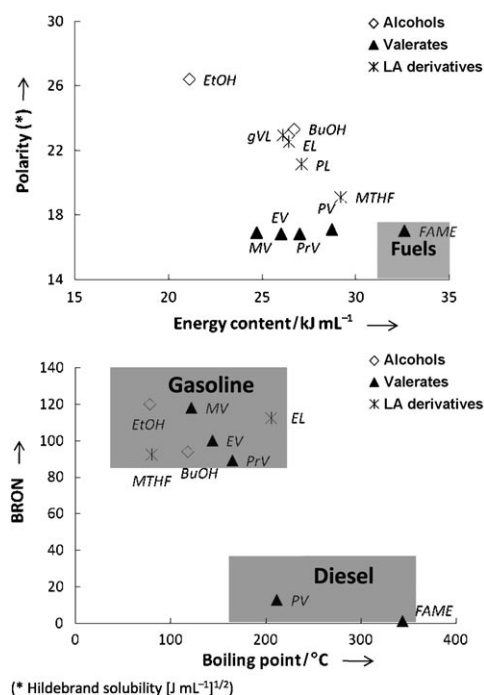 ◇ Alcohols
▲ Valerates
LA derivatives
30
26
22
18
14
Polarity (*)
EtOH
BuOH
gVL
EL
PL
MTHF
PV
EV
MV
PrV
FAME
Fuels
15
20
25
30
35
Energy content/kJ mL⁻¹
◇ Alcohols
▲ Valerates
LA derivatives
140
120
100
80
60
40
20
0
BRON
Gasoline
MV
EL
EtOH
EV
BuOH
PrV
MTHF
Diesel
PV
FAME
0
100
200
300
400
Boiling point/°C
(* Hildebrand solubility [J mL⁻¹]¹ᐟ²)